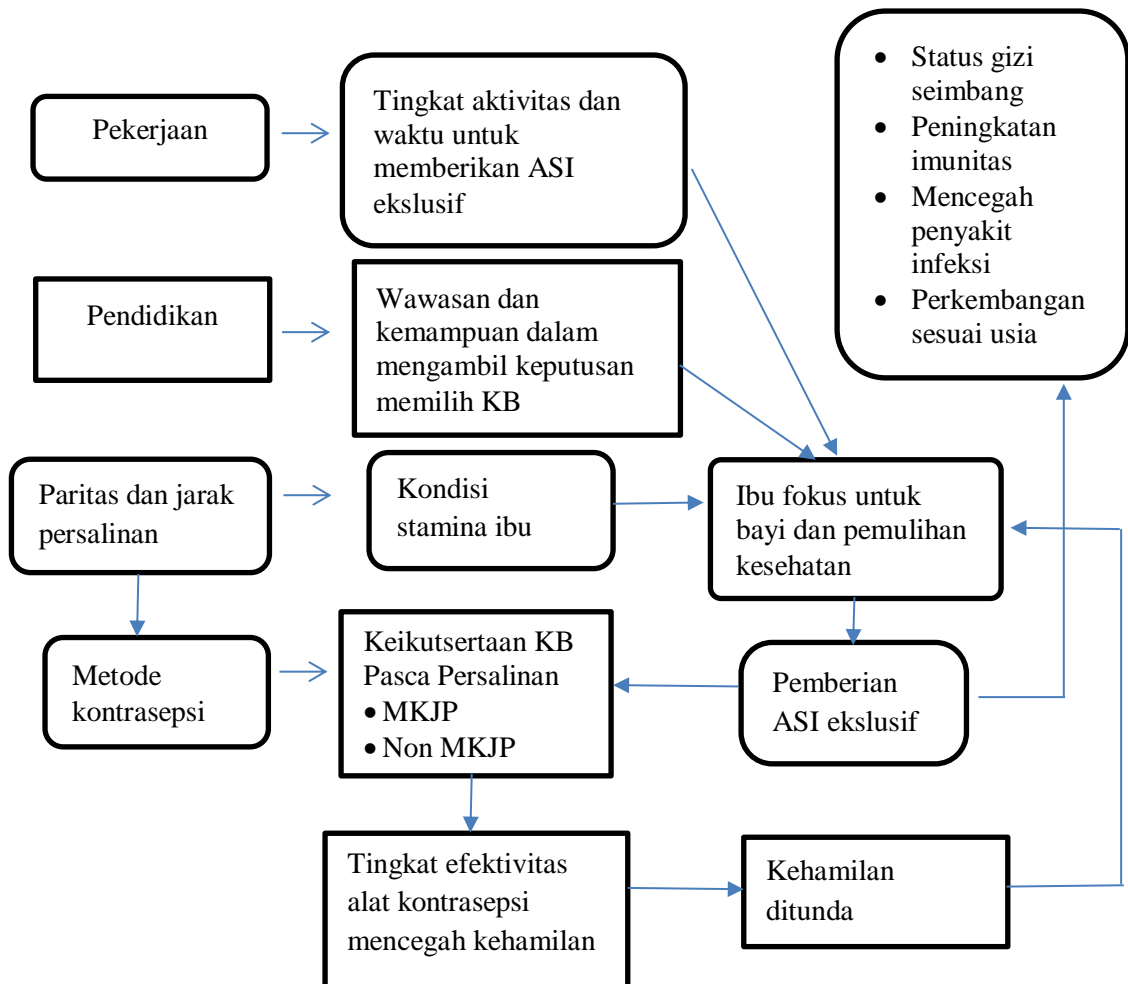 Pekerjaan
Tingkat aktivitas dan
waktu untuk
memberikan ASI
ekslusif
• Status gizi
seimbang
• Peningkatan
imunitas
• Mencegah
penyakit
infeksi
• Perkembangan
sesuai usia
Pendidikan
Wawasan dan
kemampuan dalam
mengambil keputusan
memilih KB
Paritas dan jarak
persalinan
Kondisi
stamina ibu
Ibu fokus untuk
bayi dan pemulihan
kesehatan
Metode
kontrasepsi
Keikutsertaan KB
Pasca Persalinan
• MKJP
• Non MKJP
Pemberian
ASI ekslusif
Tingkat efektivitas
alat kontrasepsi
mencegah kehamilan
Kehamilan
ditunda